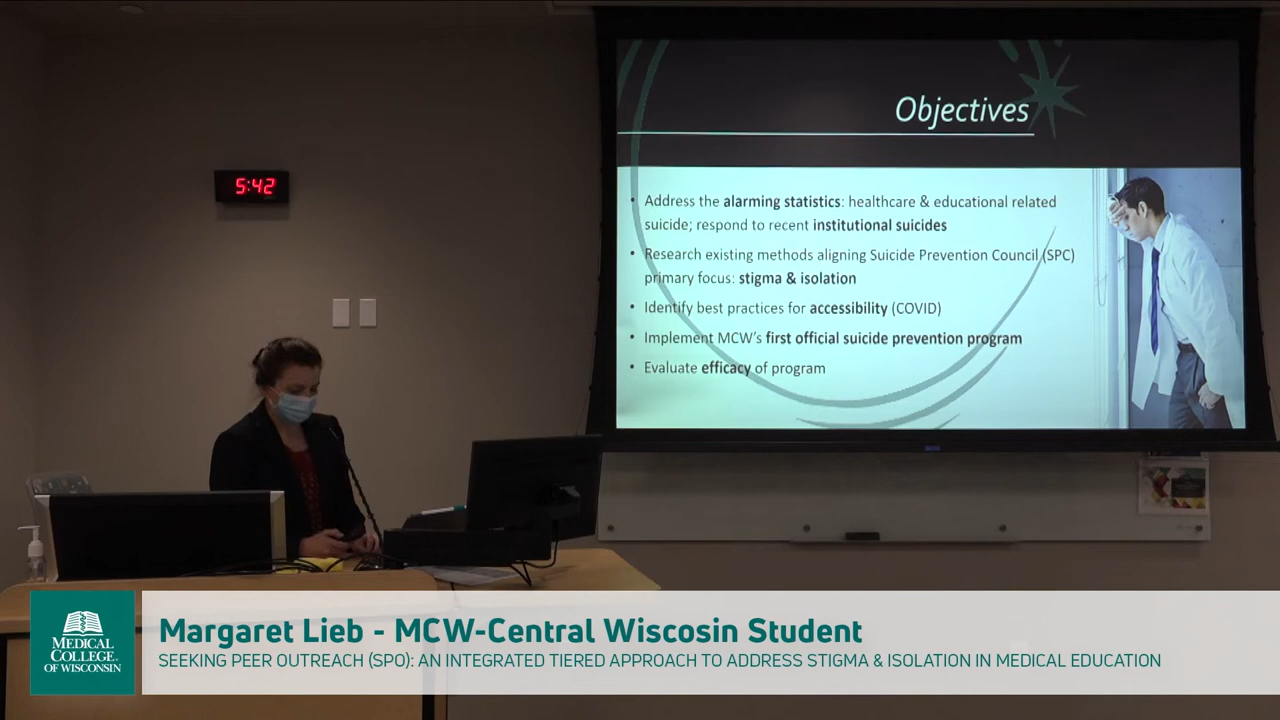 Objectives
5:42
• Address the alarming statistics: healthcare & educational related
suicide; respond to recent institutional suicides
• Research existing methods aligning Suicide Prevention Council (SPC)
primary focus: stigma & isolation
• Identify best practices for accessibility (COVID)
• Implement MCW's first official suicide prevention program
• Evaluate efficacy of program
MEDICAL
COLLEGE
OF WISCONSIN
Margaret Lieb - MCW-Central Wiscosin Student
SEEKING PEER OUTREACH (SPO): AN INTEGRATED TIERED APPROACH TO ADDRESS STIGMA & ISOLATION IN MEDICAL EDUCATION